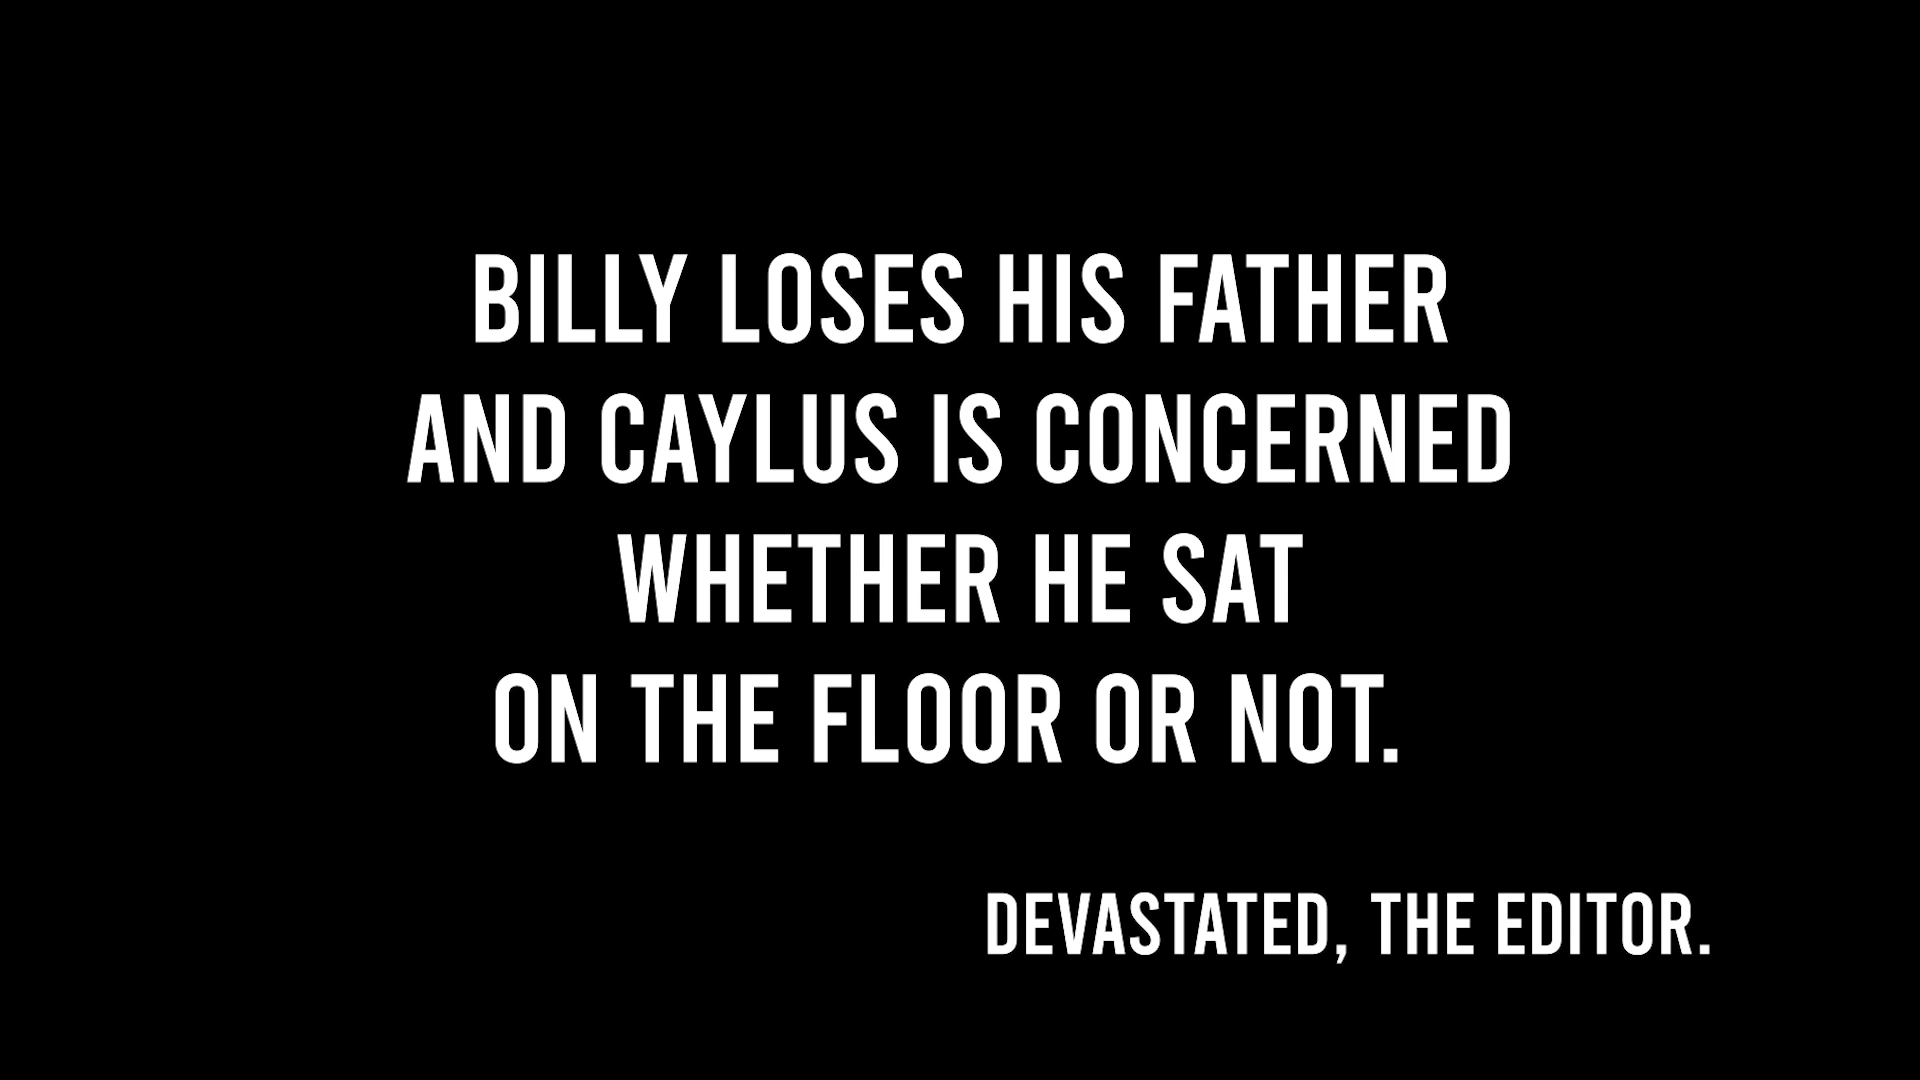 BILLY LOSES HIS FATHER
AND CAYLUS IS CONCERNED
WHETHER HE SAT
ON THE FLOOR OR NOT.
DEVASTATED, THE EDITOR.